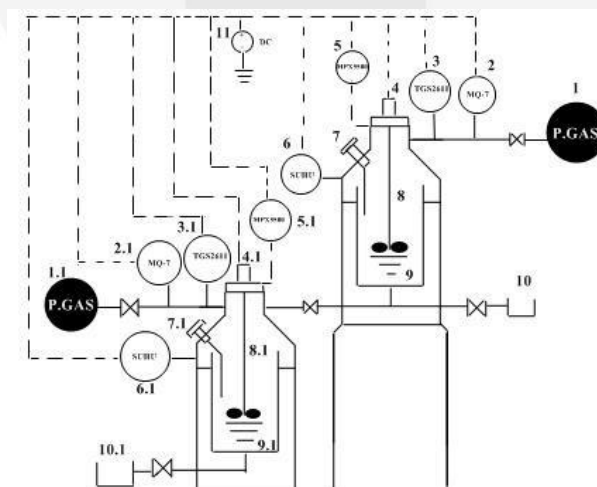 11
DC
5
MPX5500
4
3
TGS2611
2
MQ-7
1
P.GAS
7
6
SUHU
8
9
10
5.1
MPX5500
4.1
3.1
TGS2611
2.1
MQ-7
1.1
P.GAS
7.1
6.1
SUHU
8.1
9.1
10.1